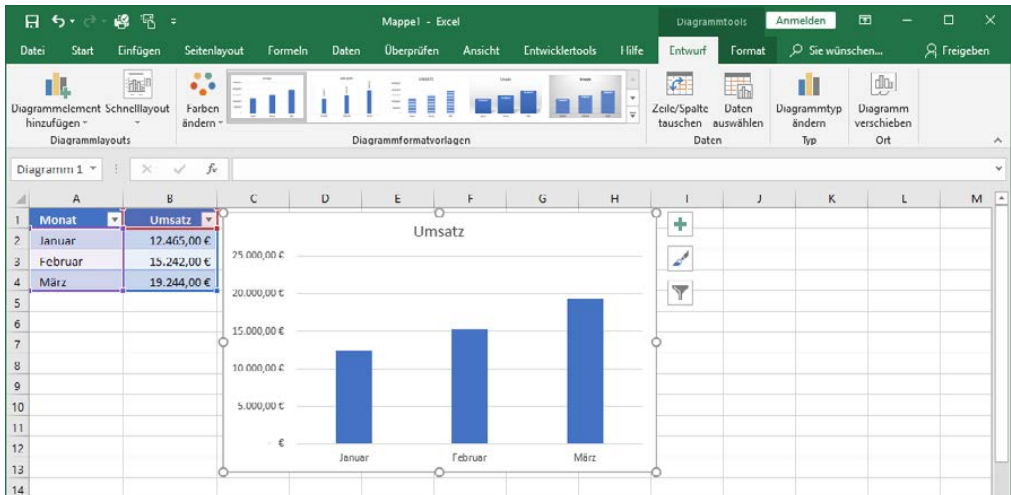 Mappe1 - Excel
Diagrammtools
Anmelden
Datei Start Einfügen Seitenlayout Formeln Daten Überprüfen Ansicht Entwicklertools Hilfe Entwurf Format Sie wünschen... Freigeben
Diagrammelement hinzufügen
Schnelllayout
Farben ändern
Zeile/Spalte tauschen
Daten auswählen
Diagrammtyp ändern
Diagramm verschieben
Diagrammlayouts Diagrammformatvorlagen Daten Typ Ort
Diagramm 1 fx
A B C D E F G H I J K L M
1 Monat Umsatz
2 Januar 12.465,00 €
3 Februar 15.242,00 €
4 März 19.244,00 €
5
6
7
8
9
10
11
12
13
14
Umsatz
25.000,00 €
20.000,00 €
15.000,00 €
10.000,00 €
5.000,00 €
- €
Januar Februar März